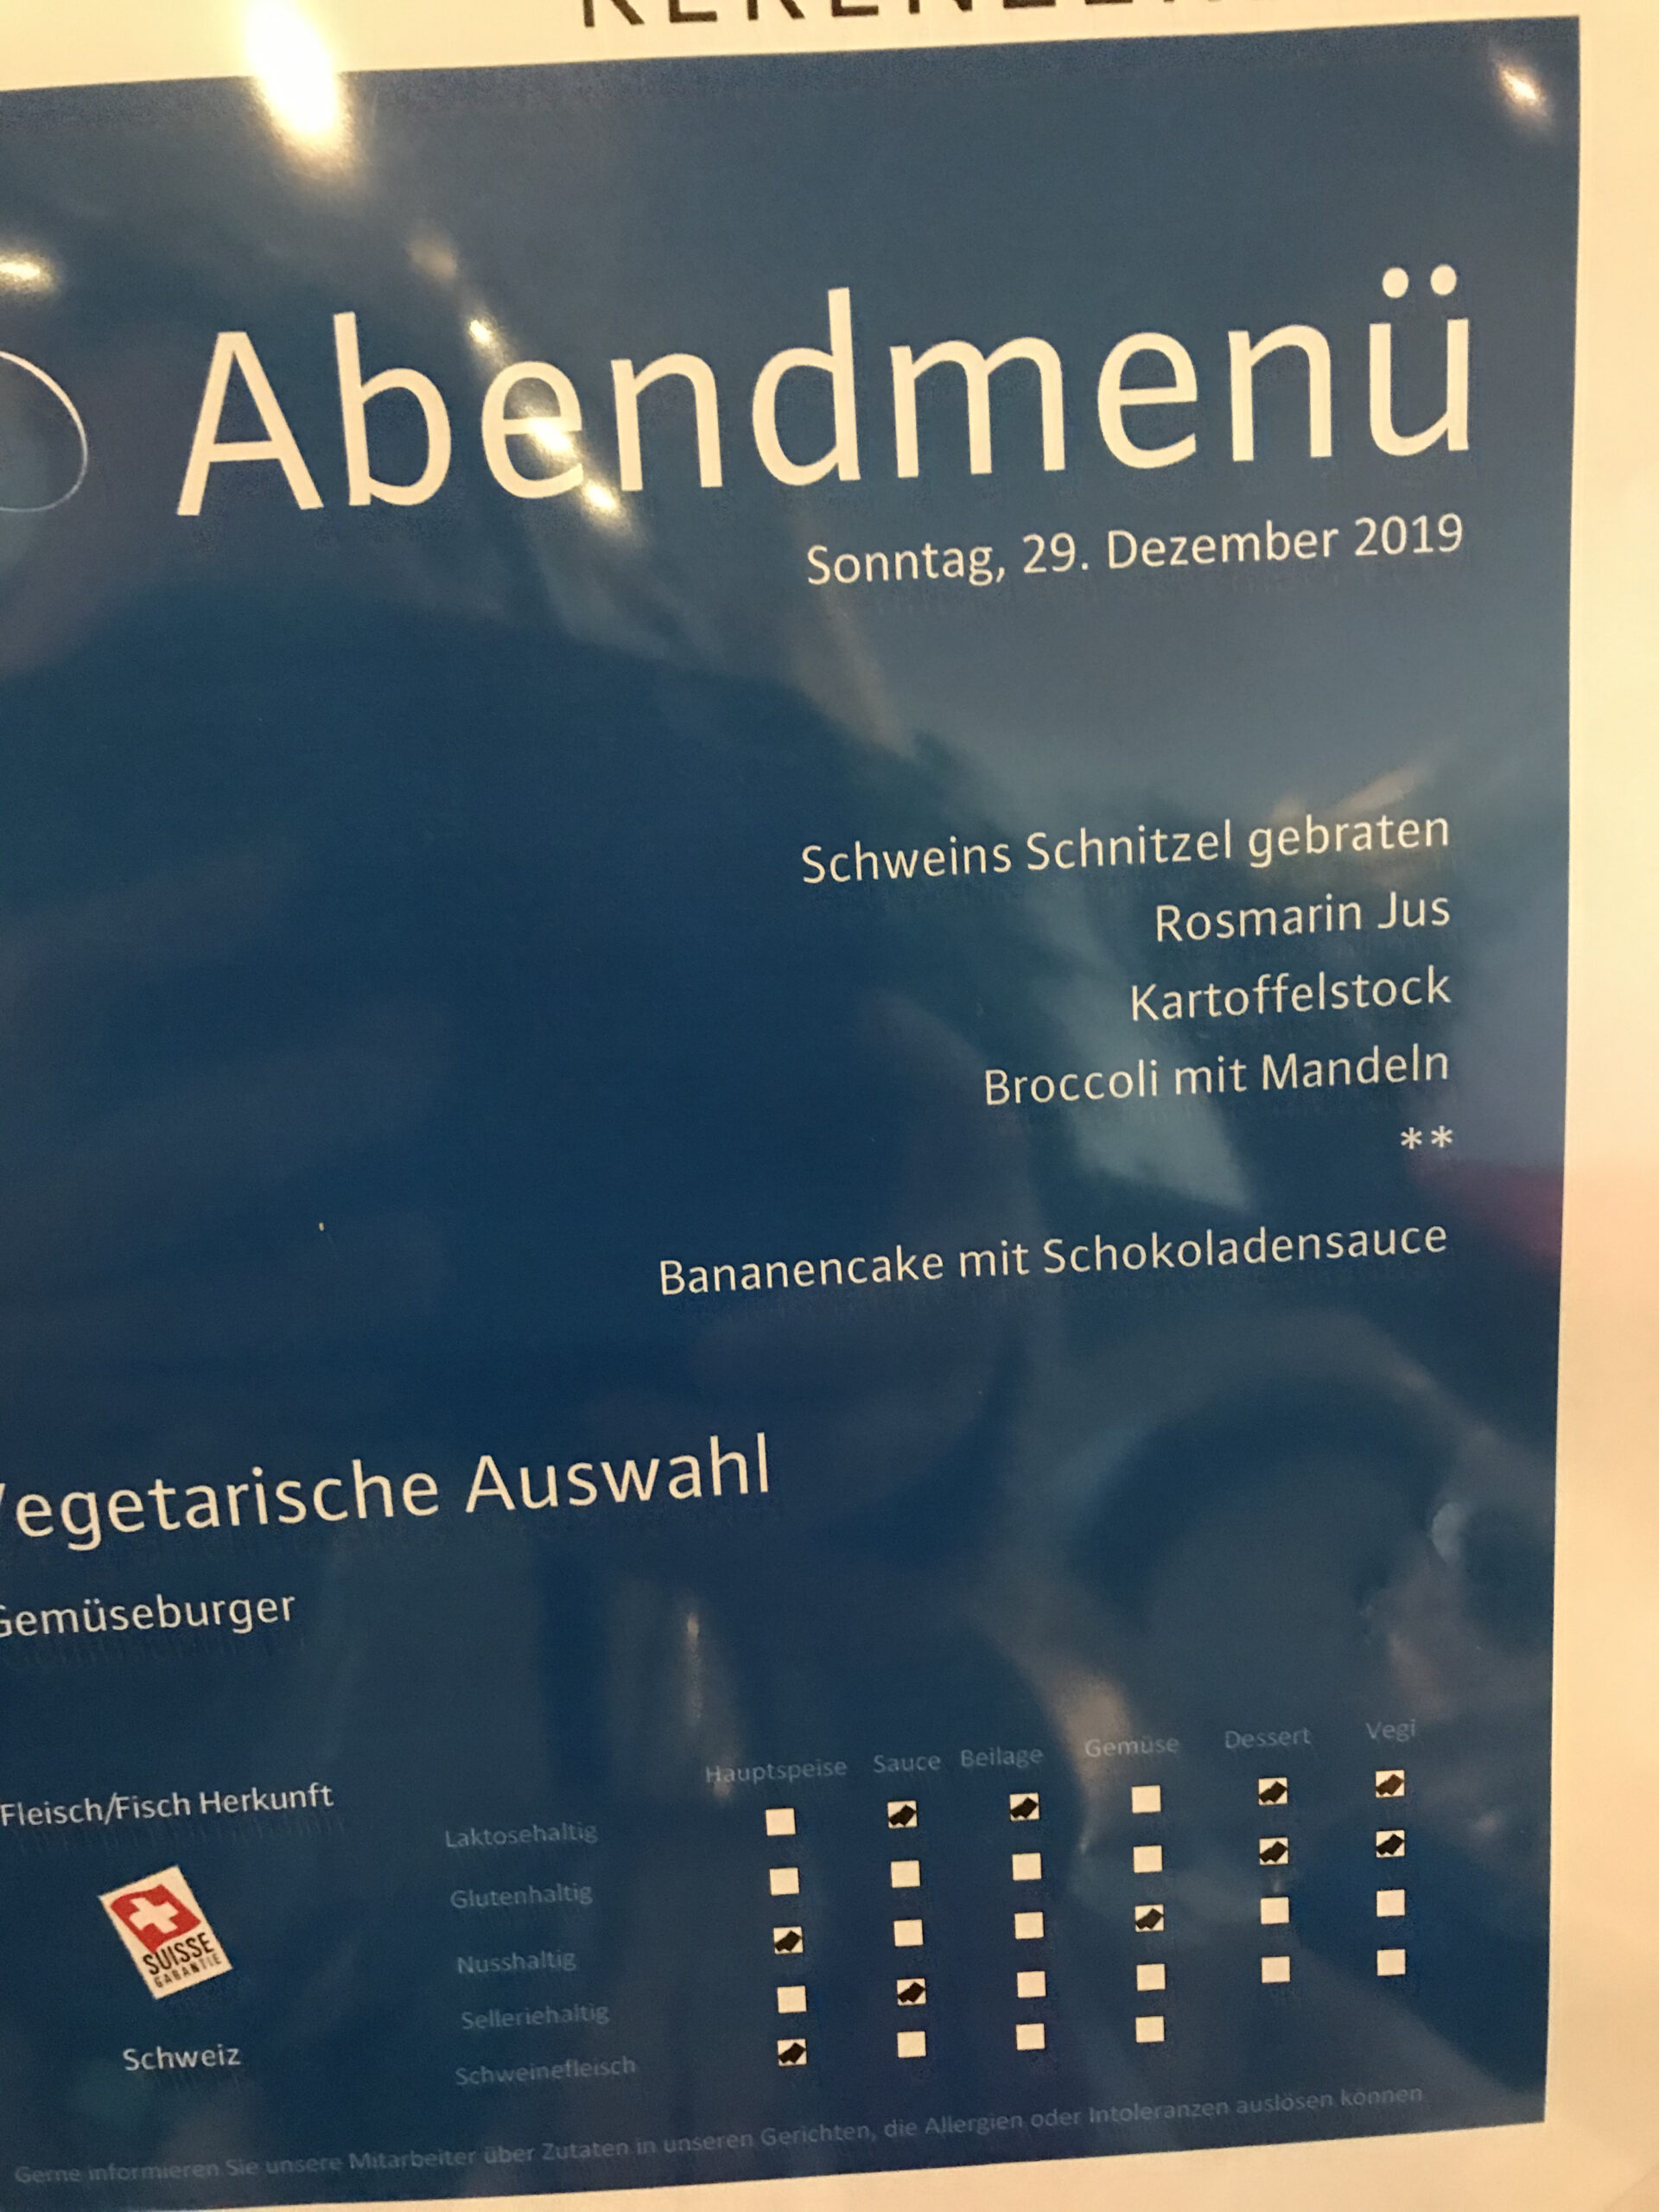 Abendmenü
Sonntag, 29. Dezember 2019
Schweins Schnitzel gebraten
Rosmarin Jus
Kartoffelstock
Broccoli mit Mandeln
**
Bananencake mit Schokoladensauce
Vegetarische Auswahl
Gemüseburger
Hauptspeise Sauce Beilage Gemüse Dessert Vegi
Fleisch/Fisch Herkunft
Laktosehaltig
Glutenhaltig
Nusshaltig
Selleriehaltig
Schweinefleisch
SUISSE
GARANTIE
Schweiz
Gerne informieren Sie unsere Mitarbeiter über Zutaten in unseren Gerichten, die Allergien oder Intoleranzen auslösen können